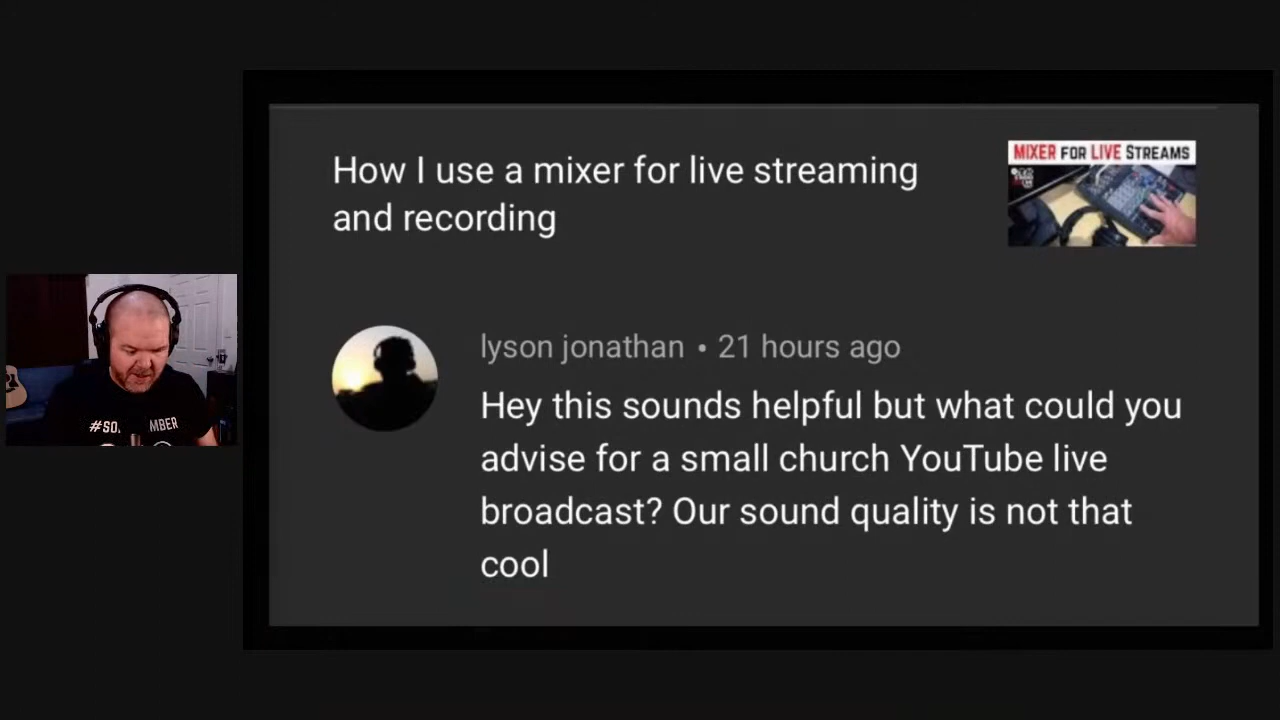 How I use a mixer for live streaming
and recording
MIXER FOR LIVE STREAMS
lyson jonathan • 21 hours ago
Hey this sounds helpful but what could you
advise for a small church YouTube live
broadcast? Our sound quality is not that
cool